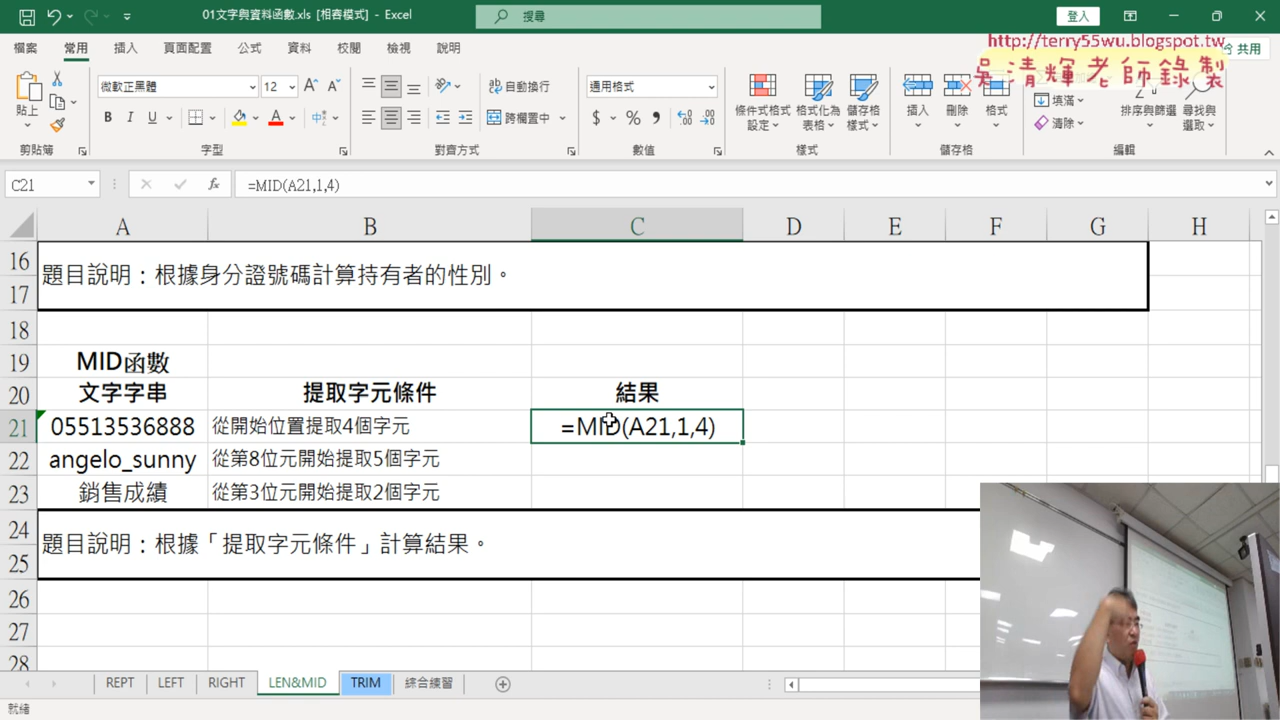 01文字與資料函數.xls [相容模式] - Excel
搜尋
登入
http://terry55wu.blogspot.tw
吳清輝老師錄製
檔案 常用 插入 頁面配置 公式 資料 校閱 檢視 說明 共用
貼上
微軟正黑體 12
B I U
自動換行
跨欄置中
通用格式
條件式格式設定
格式化為表格
儲存格樣式
插入 刪除 格式
填滿
清除
排序與篩選
尋找與選取
剪貼簿 字型 對齊方式 數值 樣式 儲存格 編輯
C21 fx =MID(A21,1,4)
A B C D E F G H
16
題目說明：根據身分證號碼計算持有者的性別。
17
18
19 MID函數
20 文字字串 提取字元條件 結果
21 05513536888 從開始位置提取4個字元 =MID(A21,1,4)
22 angelo_sunny 從第8位元開始提取5個字元
23 銷售成績 從第3位元開始提取2個字元
24
題目說明：根據「提取字元條件」計算結果。
25
26
27
28
REPT LEFT RIGHT LEN&MID TRIM 綜合練習
就緒